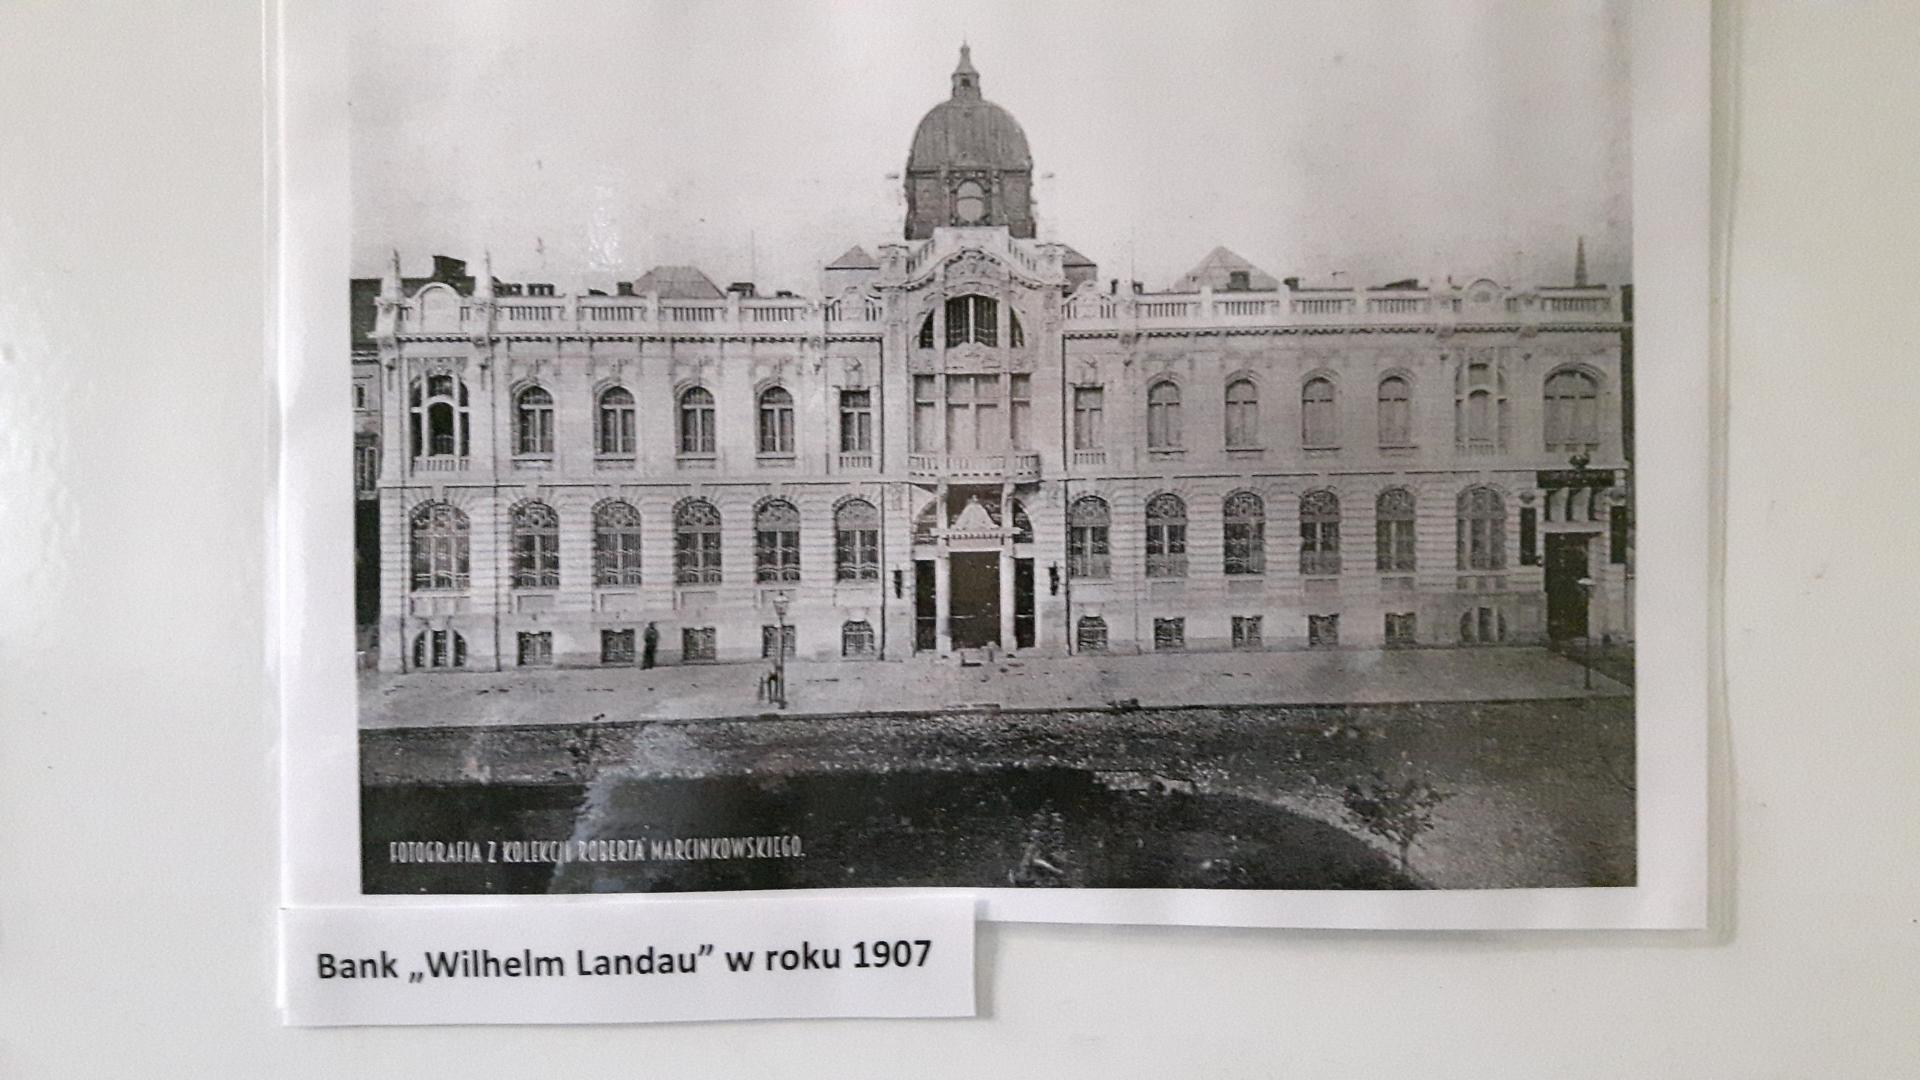 FOTOGRAFIA Z KOLEKCJI ROBERTA MARCINKOWSKIEGO.
Bank „Wilhelm Landau” w roku 1907